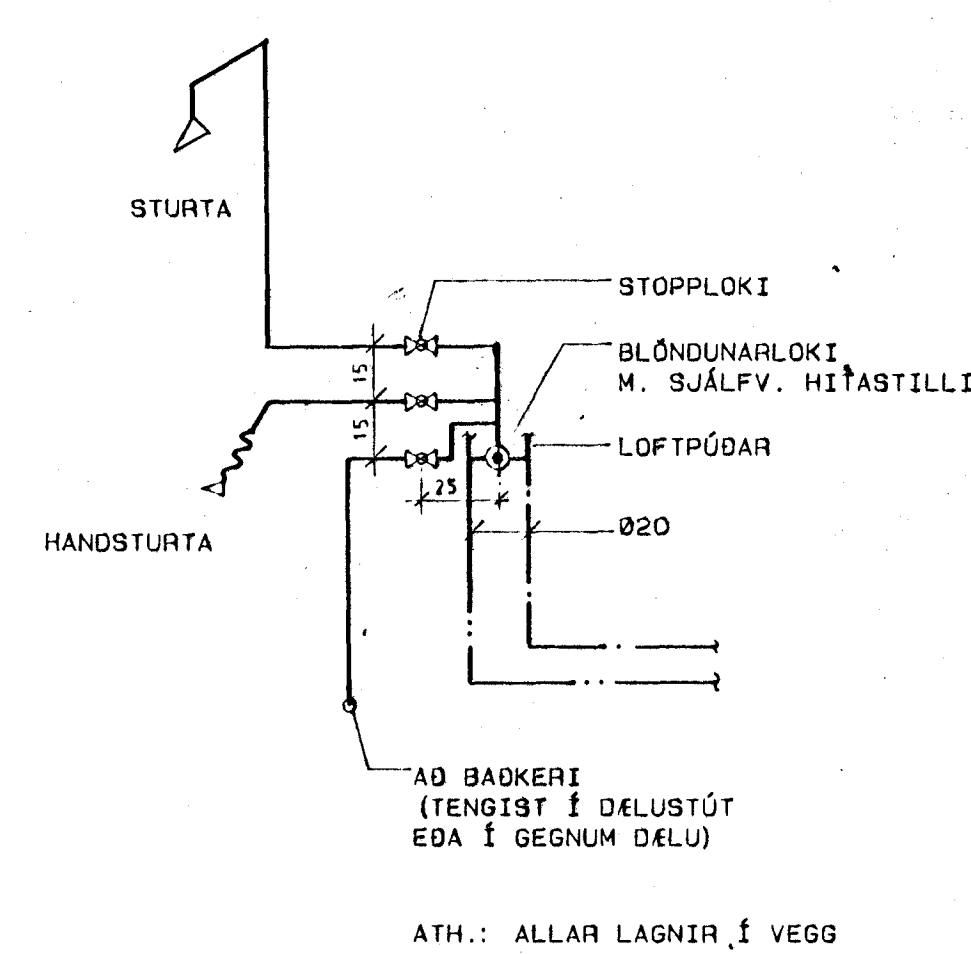 STURTA
STOPPLOKI
BLÖNDUNARLOKI
M. SJÁLFV. HITASTILLI
15
15
LOFTPÚÐAR
25
HANDSTURTA
Ø20
AÐ BAÐKERI
(TENGIST Í DÆLUSTÚT
EÐA Í GEGNUM DÆLU)
ATH.: ALLAR LAGNIR Í VEGG